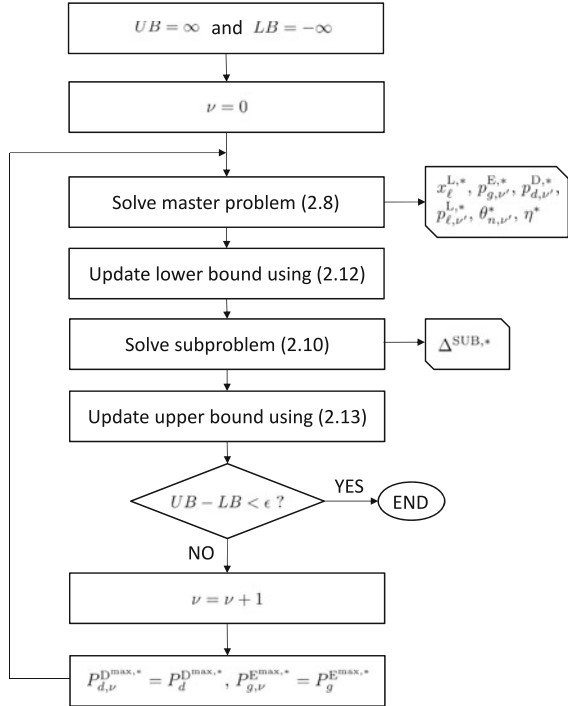 UB = ∞ and LB = −∞
ν = 0
Solve master problem (2.8)
x_ℓ^{L,*}, p_{g,ν'}^{E,*}, p_{d,ν'}^{D,*},
p_{ℓ,ν'}^{L,*}, θ_{n,ν'}^*, η^*
Update lower bound using (2.12)
Solve subproblem (2.10)
Δ^{SUB,*}
Update upper bound using (2.13)
UB − LB < ϵ ?
YES
END
NO
ν = ν + 1
P_{d,ν}^{D^{max,*}} = P_d^{D^{max,*}}, P_{g,ν}^{E^{max,*}} = P_g^{E^{max,*}}